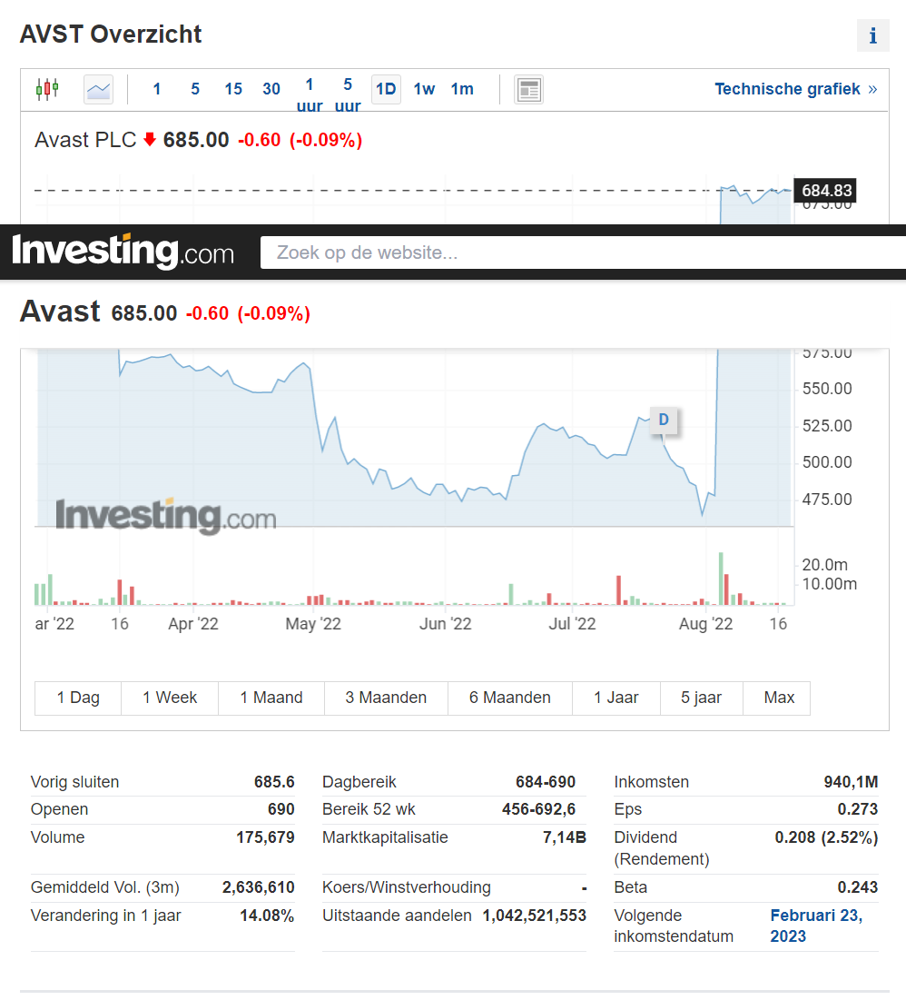 AVST Overzicht
i
1 5 15 30 1 uur 5 uur 1D 1w 1m Technische grafiek »
Avast PLC 685.00 -0.60 (-0.09%)
684.83
675.00
Investing.com Zoek op de website...
Avast 685.00 -0.60 (-0.09%)
575.00
550.00
D
525.00
500.00
475.00
Investing.com
20.0m
10.00m
ar '22 16 Apr '22 May '22 Jun '22 Jul '22 Aug '22 16
1 Dag 1 Week 1 Maand 3 Maanden 6 Maanden 1 Jaar 5 jaar Max
Vorig sluiten 685.6 Dagbereik 684-690 Inkomsten 940,1M
Openen 690 Bereik 52 wk 456-692,6 Eps 0.273
Volume 175,679 Marktkapitalisatie 7,14B Dividend 0.208 (2.52%)
(Rendement)
Gemiddeld Vol. (3m) 2,636,610 Koers/Winstverhouding - Beta 0.243
Verandering in 1 jaar 14.08% Uitstaande aandelen 1,042,521,553 Volgende Februari 23,
inkomstendatum 2023